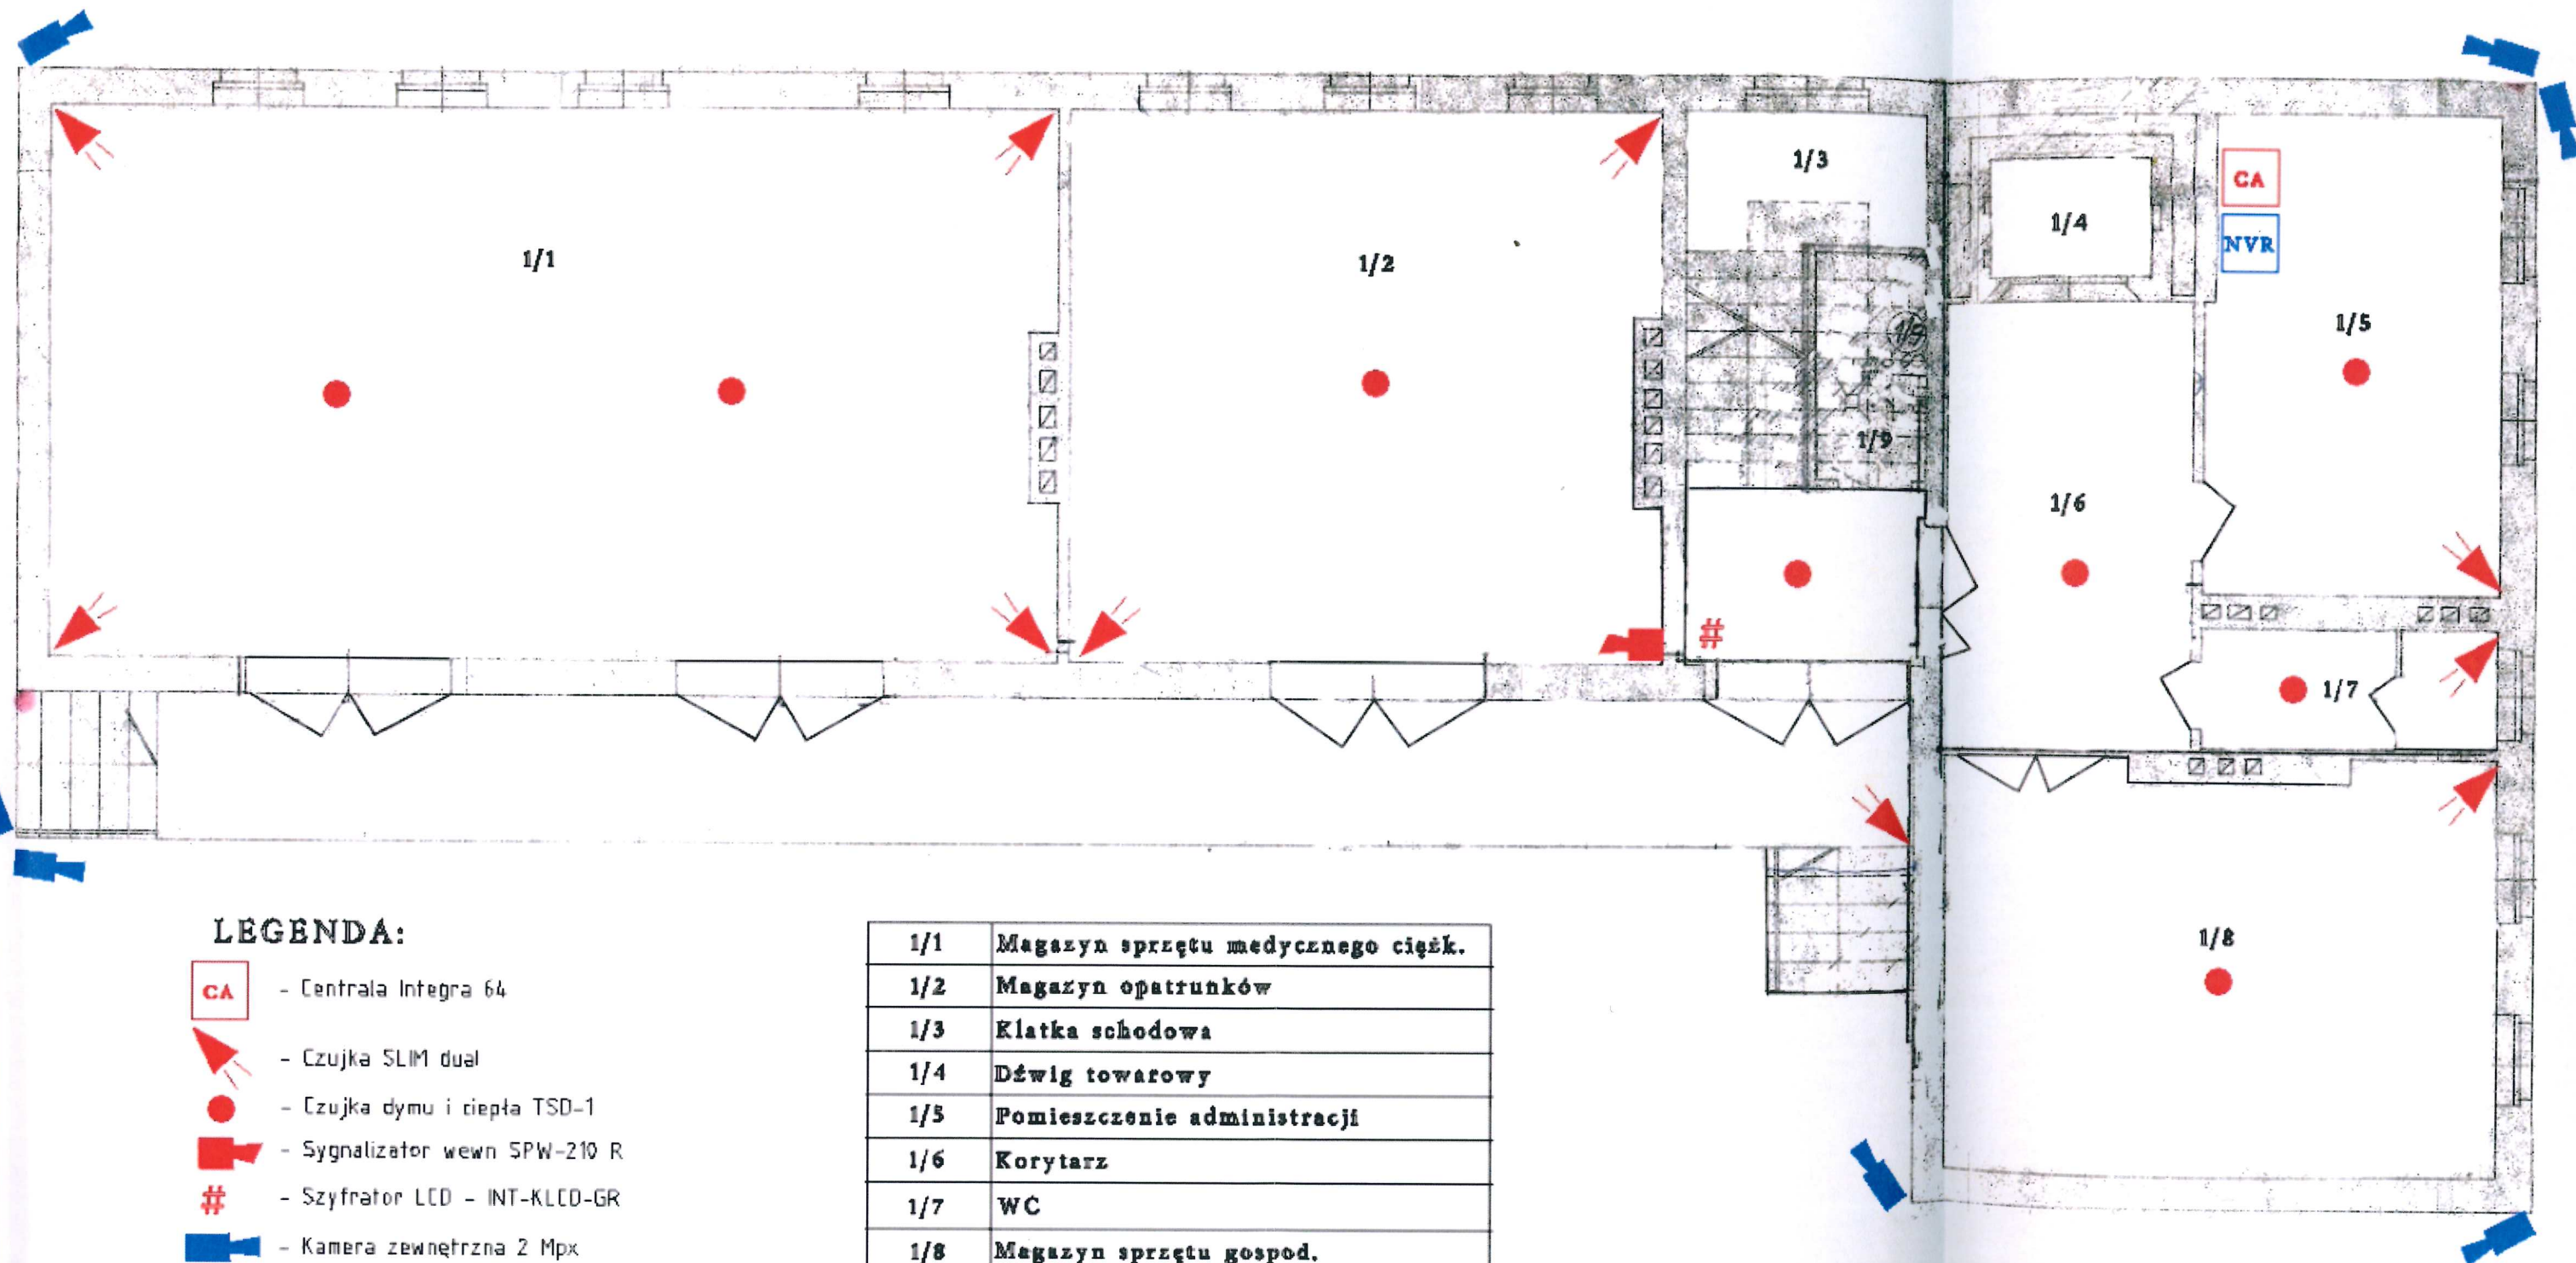 1/3
CA
1/4
NVR
1/1
1/2
1/5
1/9
1/6
#
1/7
1/8
LEGENDA:
CA - Centrala Integra 64
- Czujka SLIM dual
- Czujka dymu i ciepła TSD-1
- Sygnalizator wewn SPW-210 R
# - Szyfrator LCD - INT-KLCD-GR
- Kamera zewnętrzna 2 Mpx
1/1 Magazyn sprzętu medycznego ciężk.
1/2 Magazyn opatrunków
1/3 Klatka schodowa
1/4 Dźwig towarowy
1/5 Pomieszczenie administracji
1/6 Korytarz
1/7 WC
1/8 Magazyn sprzętu gospod.